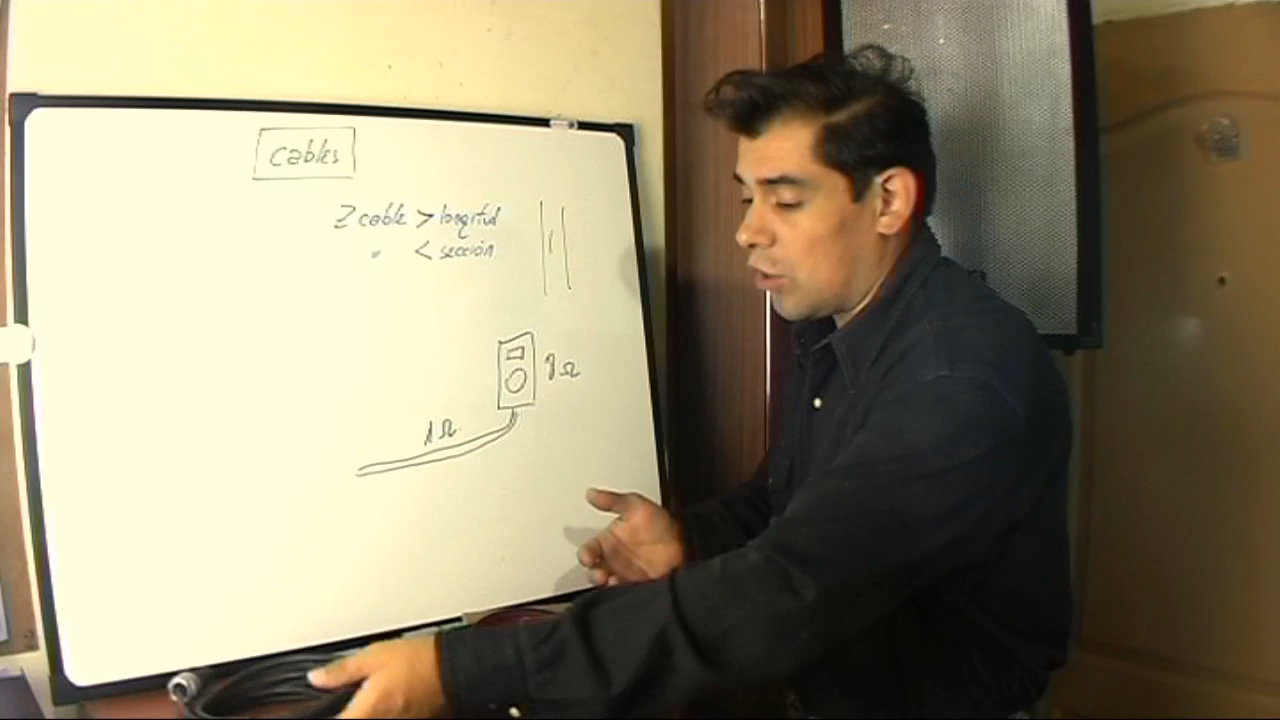 cables
Z cable > longitud
" < sección
8 Ω
1 Ω